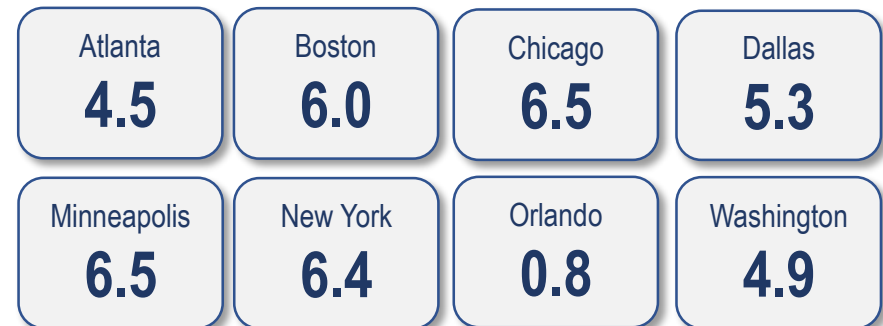 Atlanta
4.5
Boston
6.0
Chicago
6.5
Dallas
5.3
Minneapolis
6.5
New York
6.4
Orlando
0.8
Washington
4.9